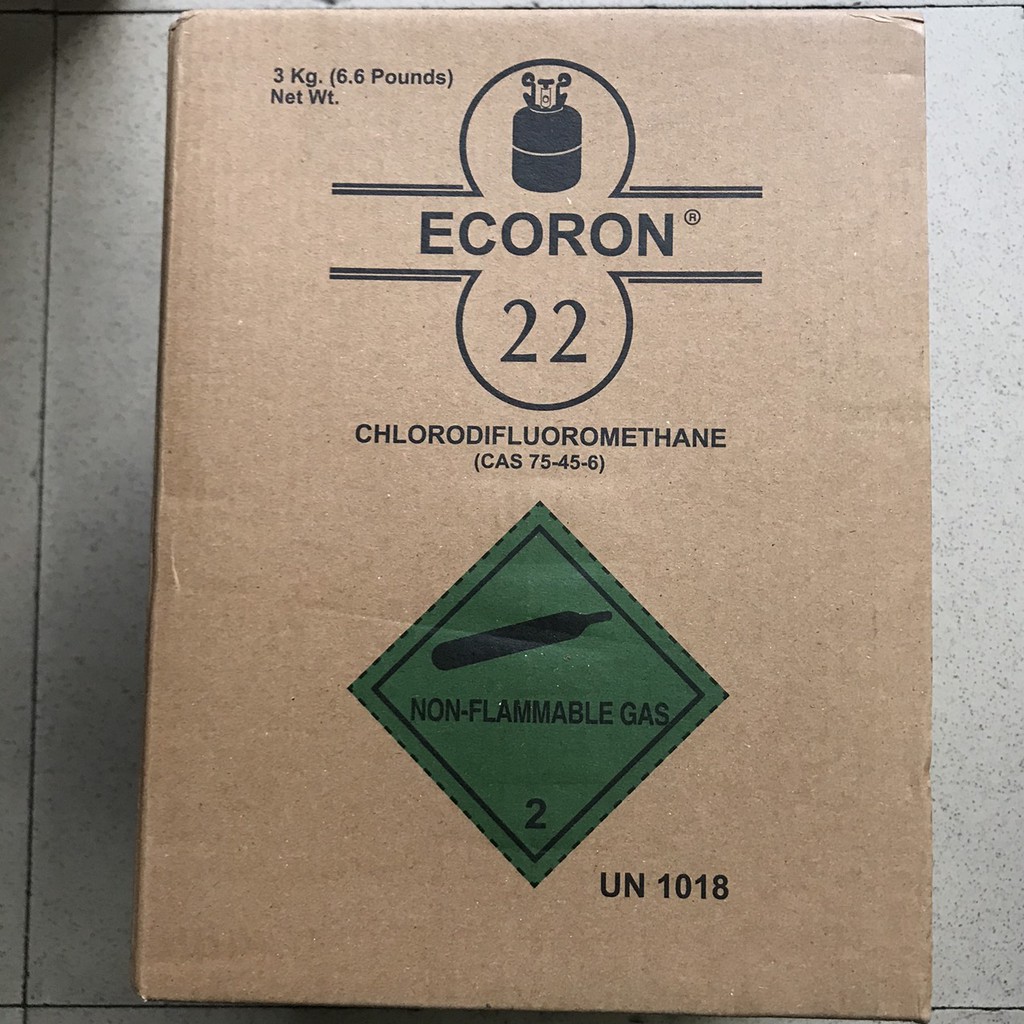 3 Kg. (6.6 Pounds)
Net Wt.
ECORON®
22
CHLORODIFLUOROMETHANE
(CAS 75-45-6)
NON-FLAMMABLE GAS
2
UN 1018